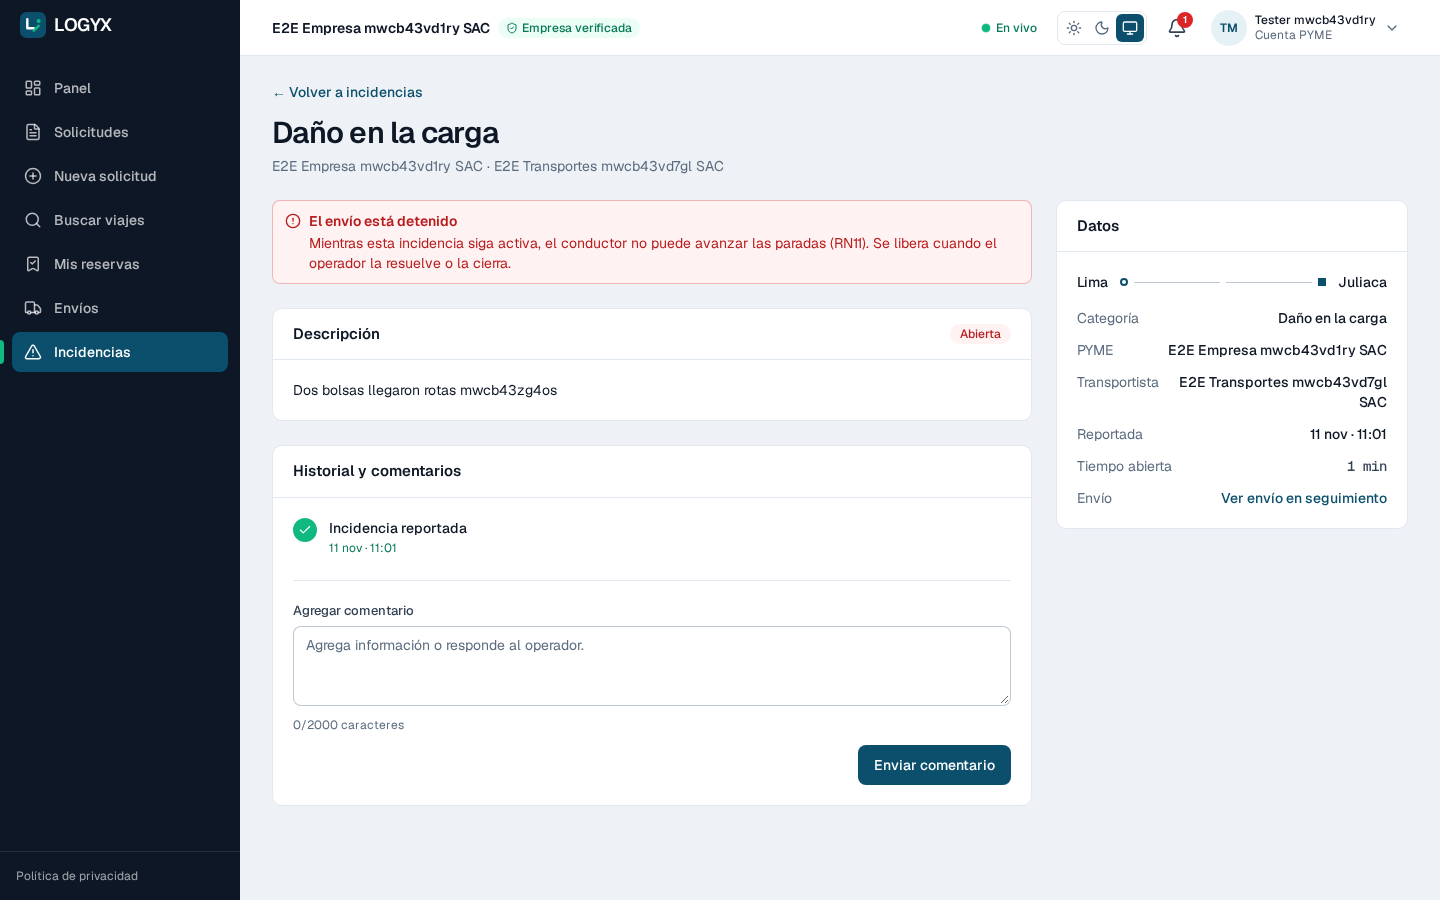 LOGYX
Panel
Solicitudes
Nueva solicitud
Buscar viajes
Mis reservas
Envíos
Incidencias
Política de privacidad
E2E Empresa mwcb43vd1ry SAC
Empresa verificada
En vivo
1
TM
Tester mwcb43vd1ry
Cuenta PYME
← Volver a incidencias
Daño en la carga
E2E Empresa mwcb43vd1ry SAC · E2E Transportes mwcb43vd7gl SAC
El envío está detenido
Mientras esta incidencia siga activa, el conductor no puede avanzar las paradas (RN11). Se libera cuando el
operador la resuelve o la cierra.
Descripción
Abierta
Dos bolsas llegaron rotas mwcb43zg4os
Historial y comentarios
Incidencia reportada
11 nov · 11:01
Agregar comentario
Agrega información o responde al operador.
0/2000 caracteres
Enviar comentario
Datos
Lima
Juliaca
Categoría
Daño en la carga
PYME
E2E Empresa mwcb43vd1ry SAC
Transportista
E2E Transportes mwcb43vd7gl
SAC
Reportada
11 nov · 11:01
Tiempo abierta
1 min
Envío
Ver envío en seguimiento